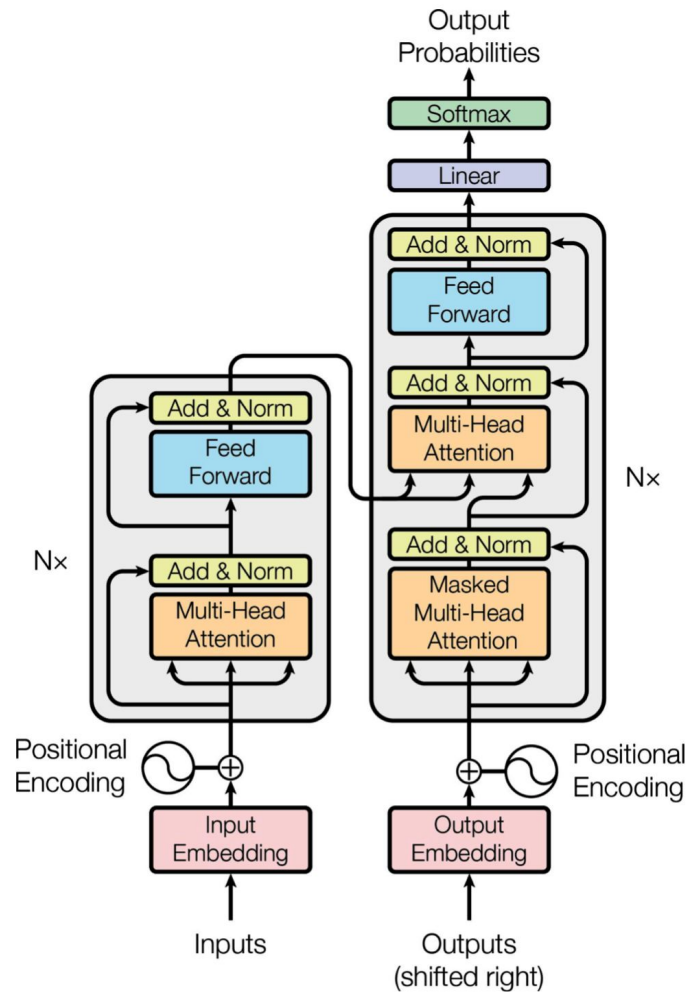 Output
Probabilities
Softmax
Linear
Add & Norm
Feed
Forward
Add & Norm
Multi-Head
Attention
Add & Norm
Masked
Multi-Head
Attention
N×
Add & Norm
Feed
Forward
Add & Norm
Multi-Head
Attention
N×
Positional
Encoding
Positional
Encoding
Input
Embedding
Output
Embedding
Inputs
Outputs
(shifted right)